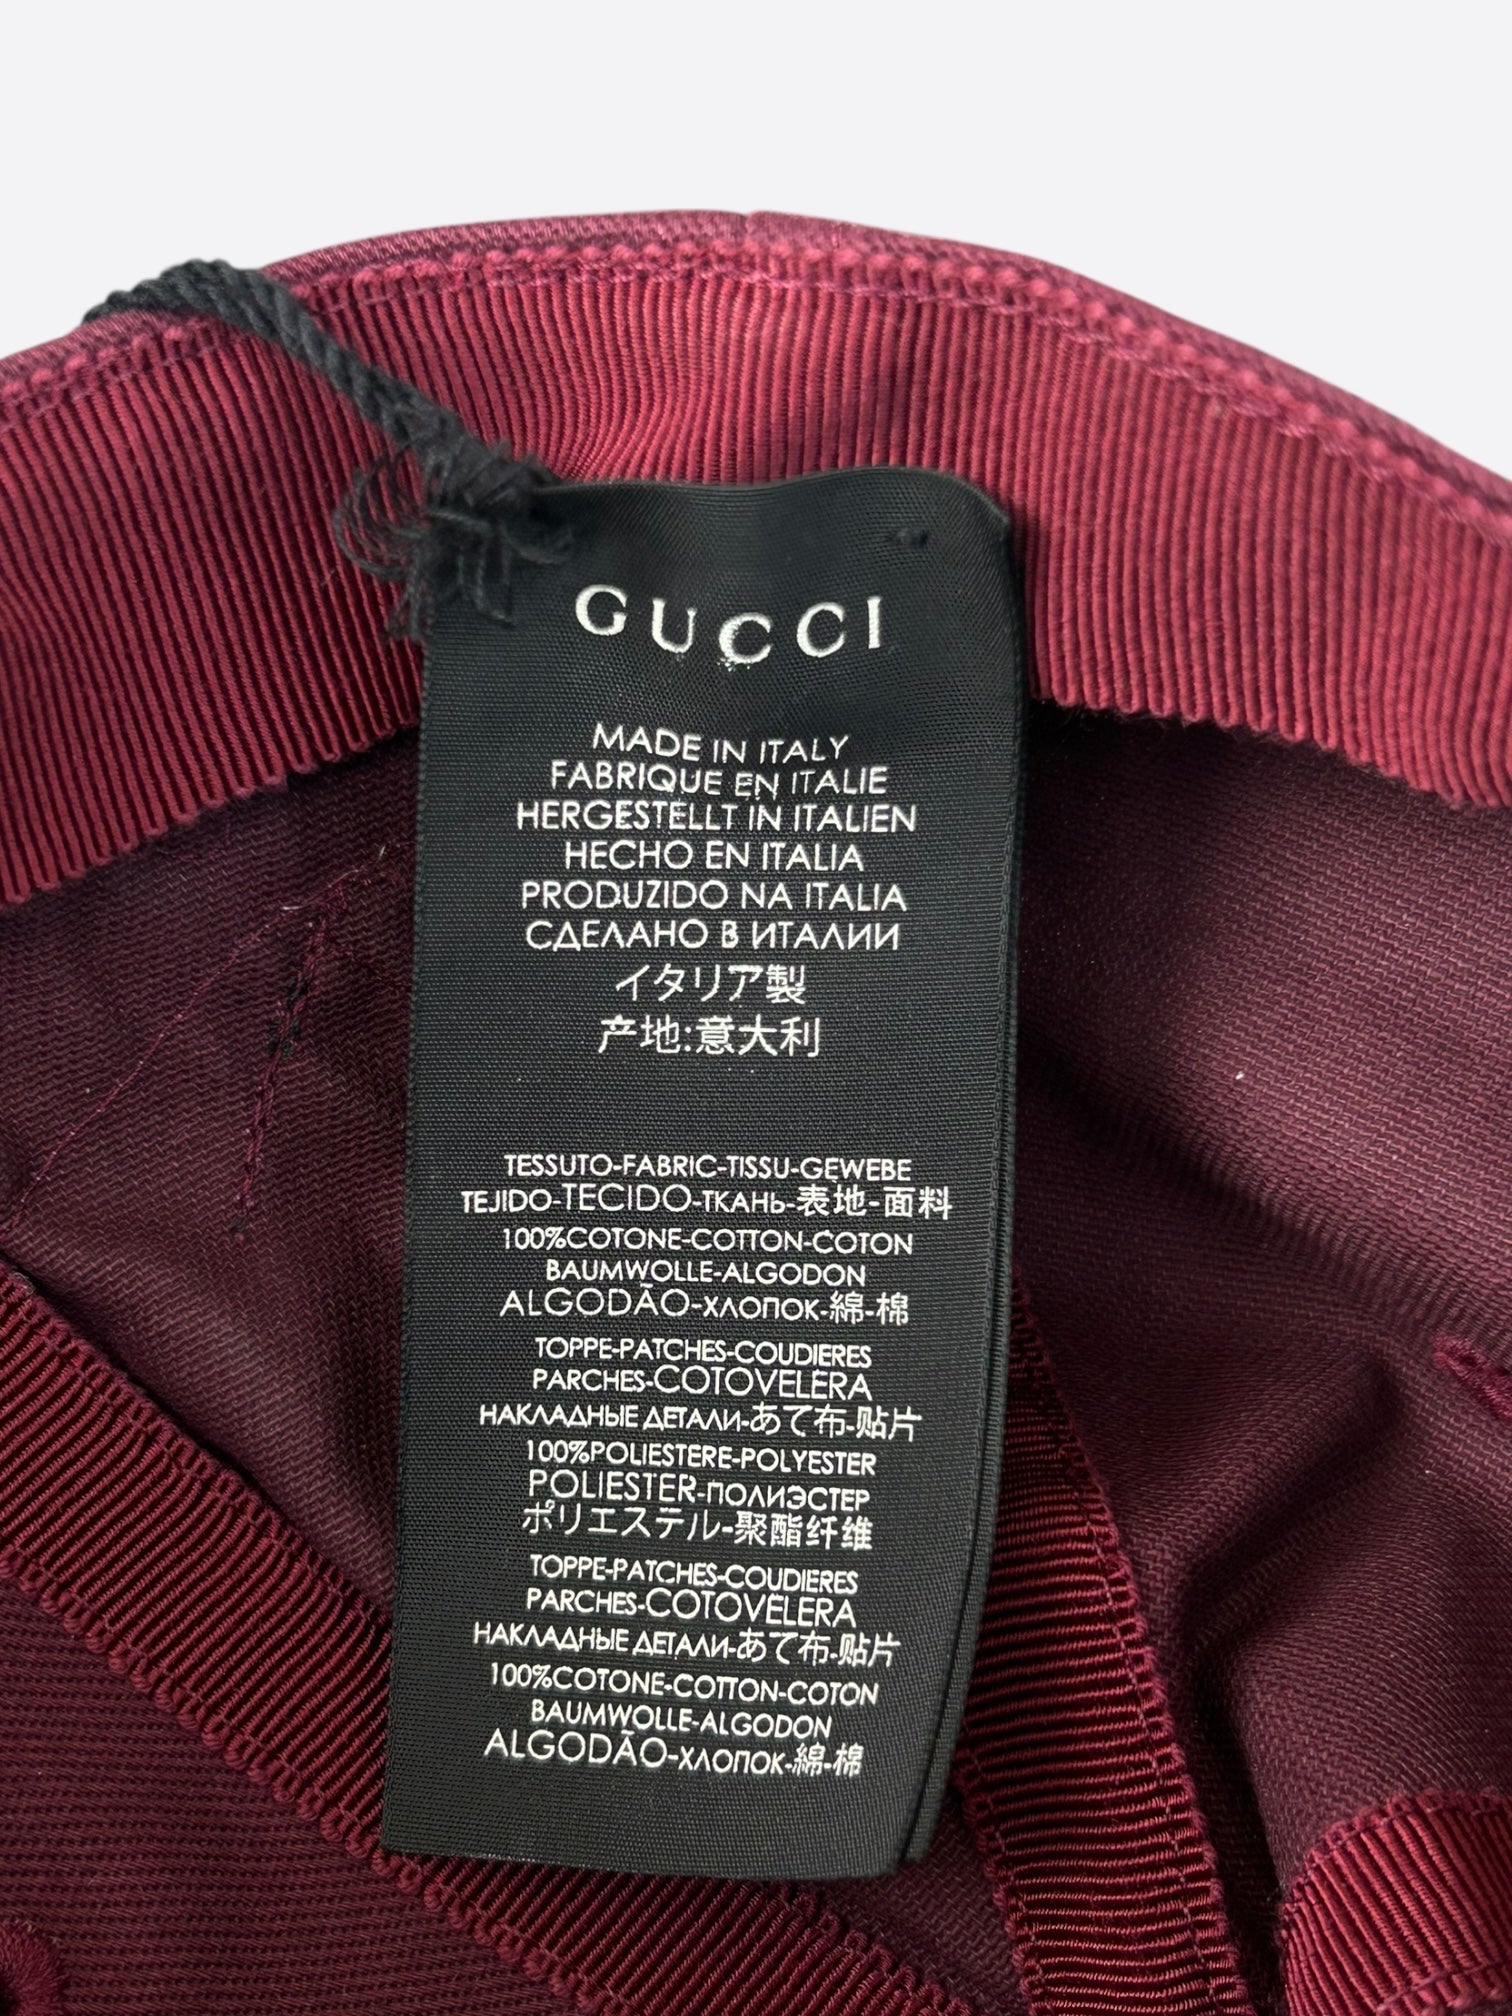 GUCCI
MADE IN ITALY
FABRIQUE EN ITALIE
HERGESTELLT IN ITALIEN
HECHO EN ITALIA
PRODUZIDO NA ITALIA
СДЕЛАНО В ИТАЛИИ
イタリア製
产地:意大利
TESSUTO-FABRIC-TISSU-GEWEBE
TEJIDO-TECIDO-ТКАНЬ-表地-面料
100%COTONE-COTTON-COTON
BAUMWOLLE-ALGODON
ALGODÃO-ХЛОПОК-綿-棉
TOPPE-PATCHES-COUDIERES
PARCHES-COTOVELERA
НАКЛАДНЫЕ ДЕТАЛИ-あて布-贴片
100%POLIESTERE-POLYESTER
POLIESTER-ПОЛИЭСТЕР
ポリエステル-聚酯纤维
TOPPE-PATCHES-COUDIERES
PARCHES-COTOVELERA
НАКЛАДНЫЕ ДЕТАЛИ-あて布-贴片
100%COTONE-COTTON-COTON
BAUMWOLLE-ALGODON
ALGODÃO-ХЛОПОК-綿-棉